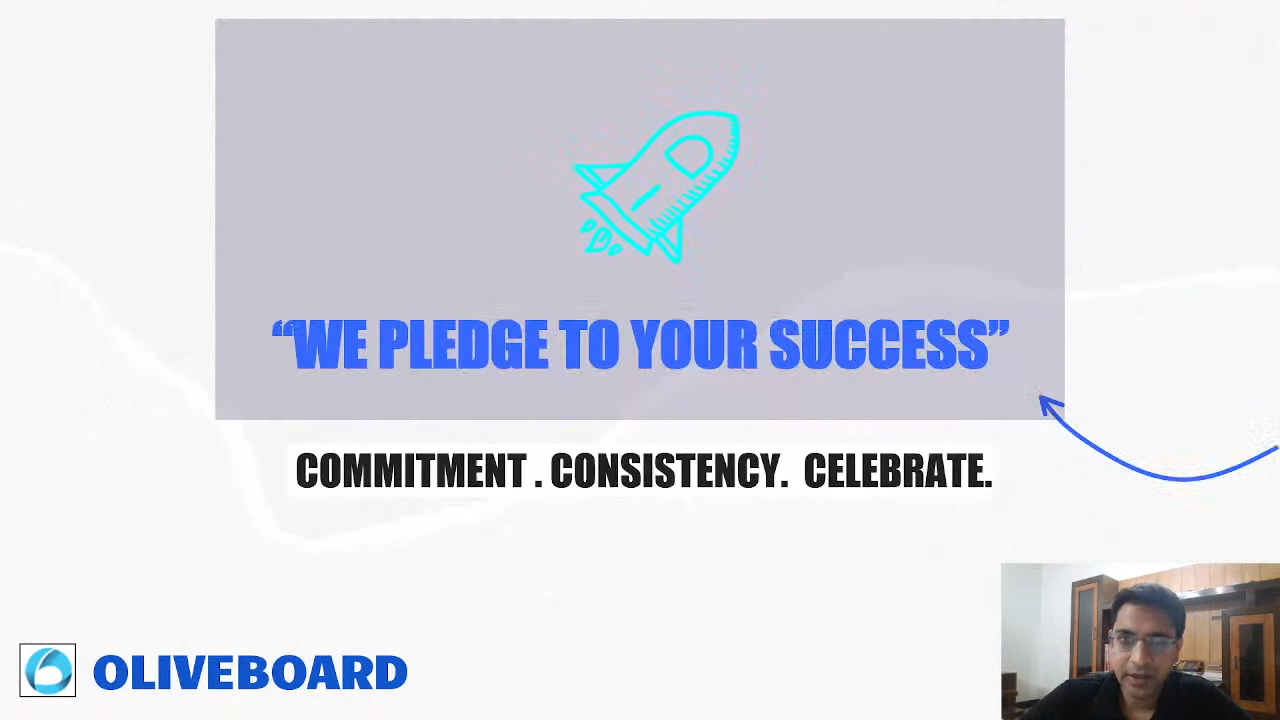 “WE PLEDGE TO YOUR SUCCESS”
COMMITMENT . CONSISTENCY. CELEBRATE.
OLIVEBOARD